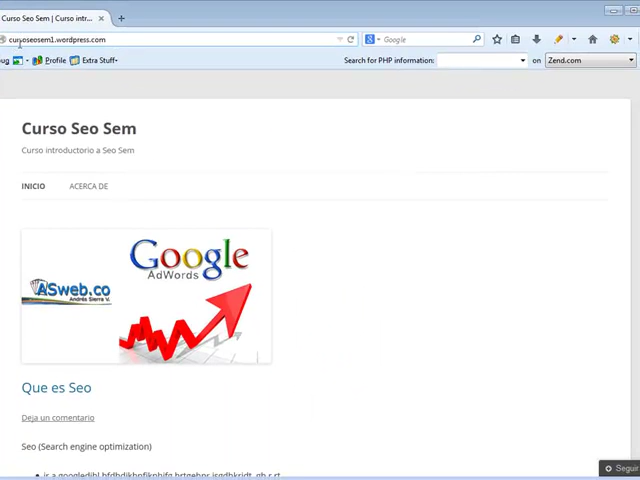 Curso Seo Sem | Curso intr...
cursoseosem1.wordpress.com
Google
Profile
Extra Stuff
Search for PHP information:
on
Zend.com
Curso Seo Sem
Curso introductorio a Seo Sem
INICIO
ACERCA DE
Google
AdWords
ASweb.co
Andrés Sierra V.
Que es Seo
Deja un comentario
Seo (Search engine optimization)
Seguir